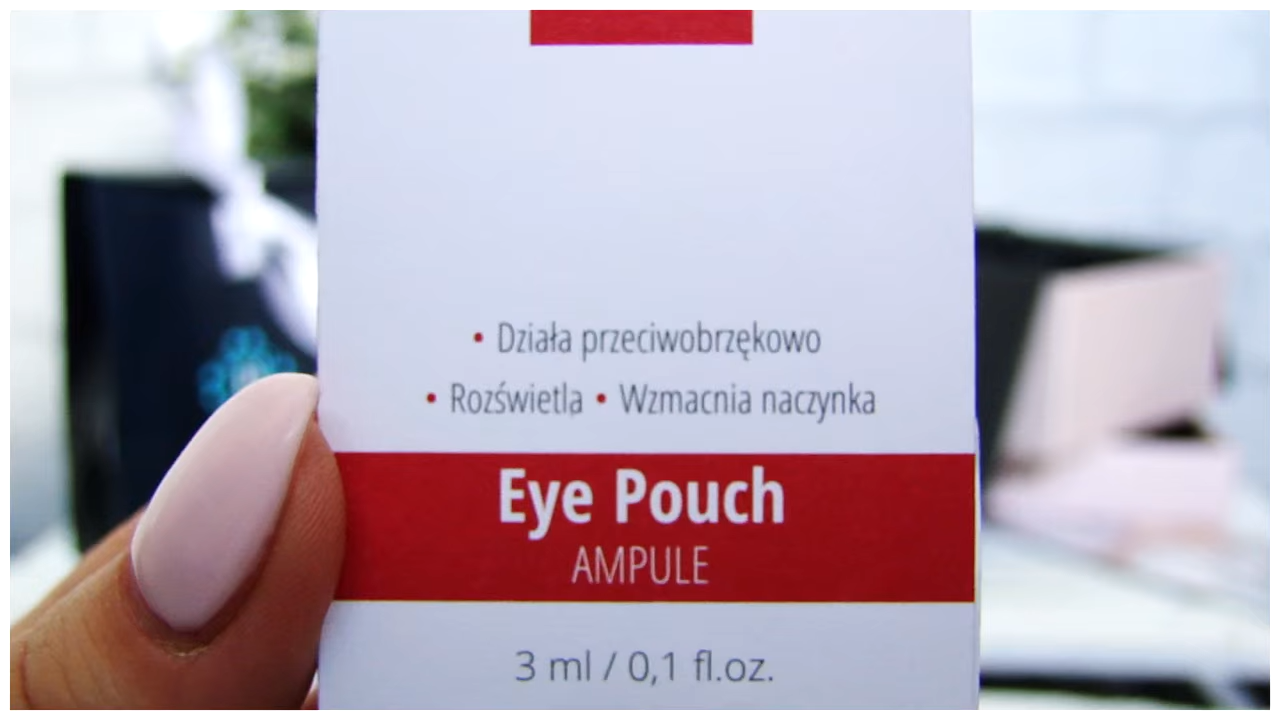 • Działa przeciwobrzękowo
• Rozświetla • Wzmacnia naczynka
Eye Pouch
AMPULE
3 ml / 0,1 fl.oz.